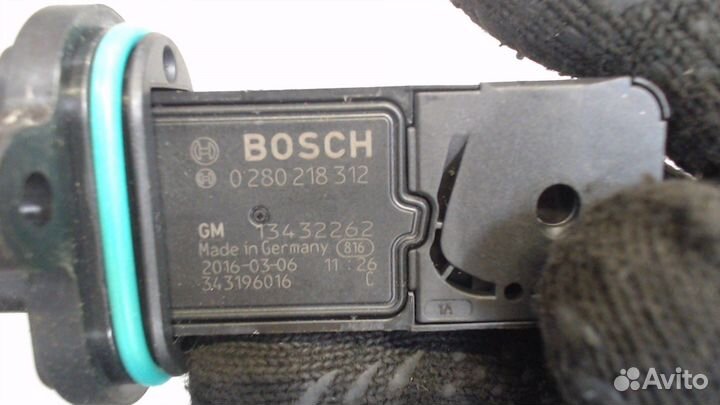 BOSCH
0 280 218 312
GM 13432262
Made in Germany 816
2016-03-06 11:26
343196016 C
1A
Avito